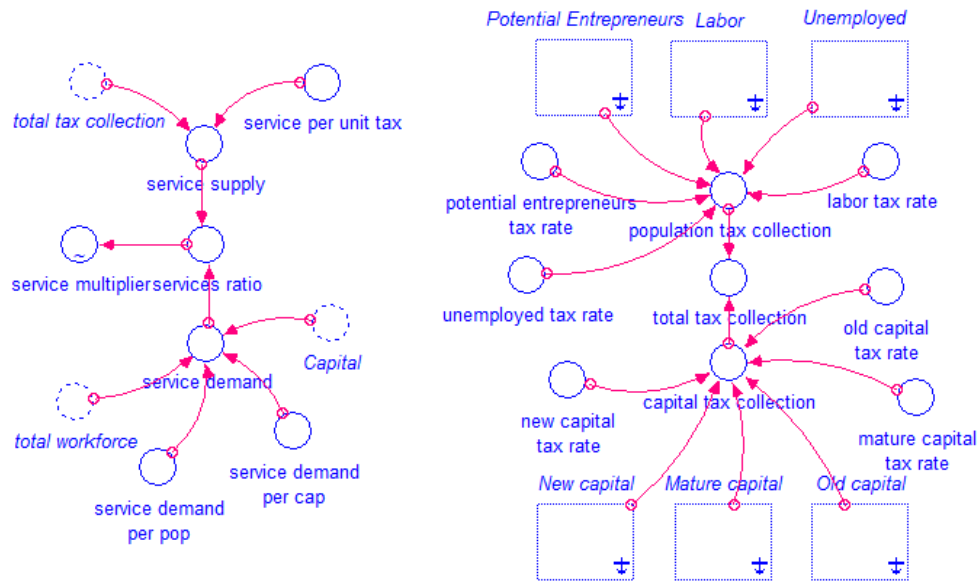 total tax collection
service per unit tax
service supply
service multiplier
services ratio
Capital
service demand
total workforce
service demand
per cap
service demand
per pop
Potential Entrepreneurs
Labor
Unemployed
potential entrepreneurs
tax rate
population tax collection
labor tax rate
unemployed tax rate
total tax collection
old capital
tax rate
new capital
tax rate
capital tax collection
mature capital
tax rate
New capital
Mature capital
Old capital